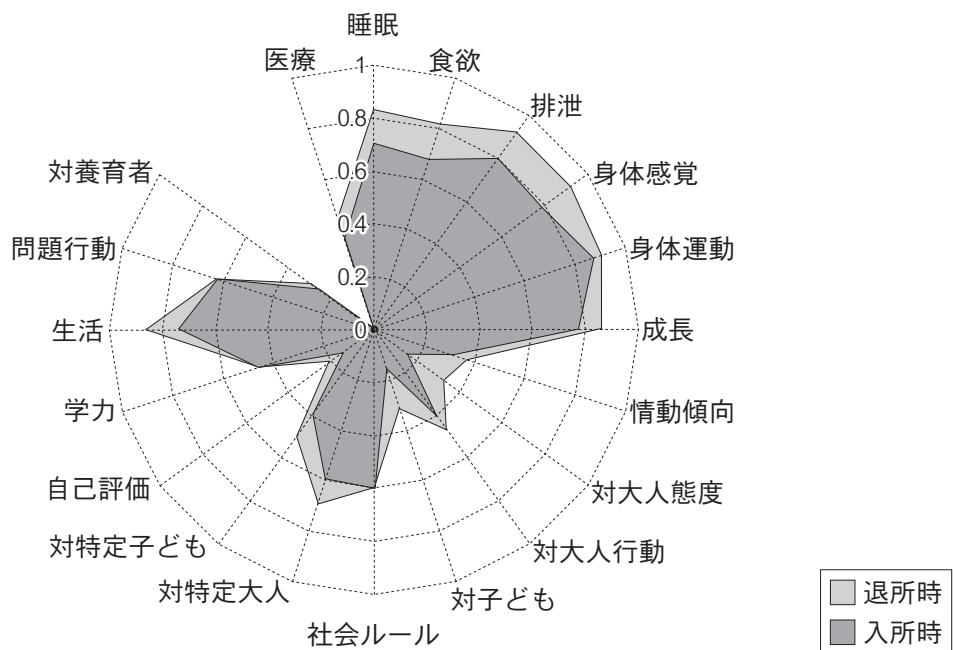 睡眠
食欲
排泄
身体感覚
身体運動
成長
情動傾向
対大人態度
対大人行動
対子ども
社会ルール
対特定大人
対特定子ども
自己評価
学力
生活
問題行動
対養育者
医療
1
0.8
0.6
0.4
0.2
0
退所時
入所時